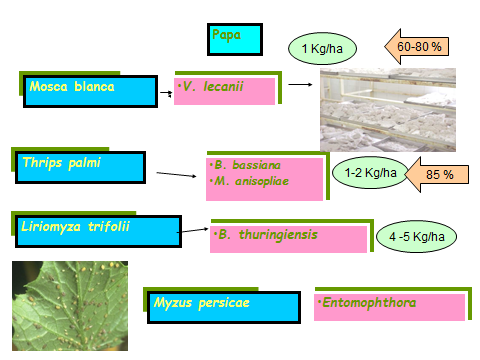 Papa
1 Kg/ha
60-80 %
Mosca blanca
•V. lecanii
Thrips palmi
•B. bassiana
•M. anisopliae
1-2 Kg/ha
85 %
Liriomyza trifolii
•B. thuringiensis
4 -5 Kg/ha
Myzus persicae
•Entomophthora